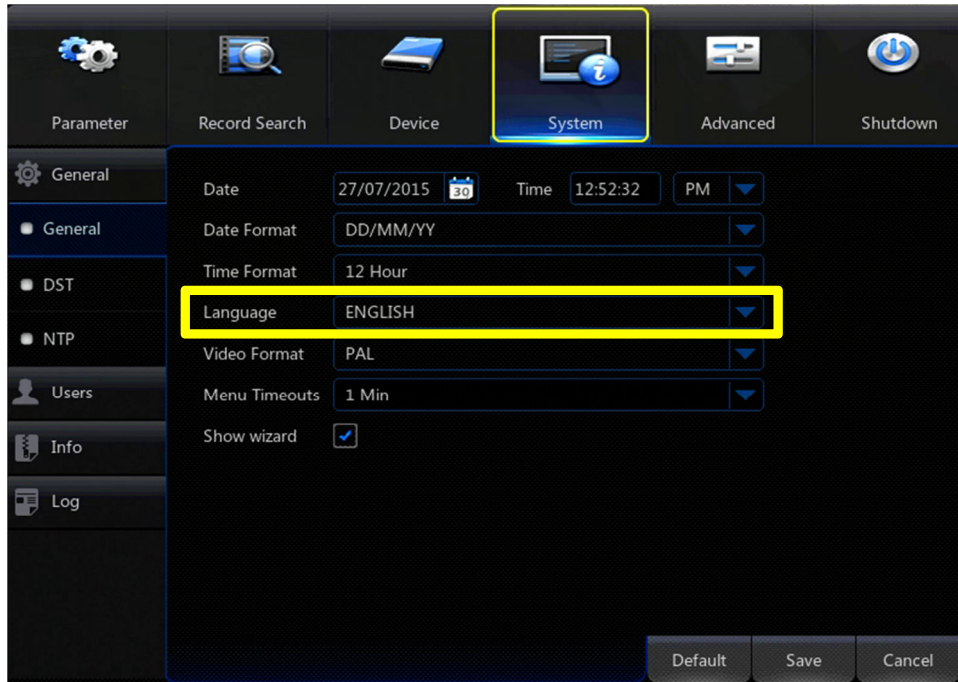 Parameter Record Search Device System Advanced Shutdown
General
General
DST
NTP
Users
Info
Log
Date 27/07/2015 30 Time 12:52:32 PM
Date Format DD/MM/YY
Time Format 12 Hour
Language ENGLISH
Video Format PAL
Menu Timeouts 1 Min
Show wizard
Default Save Cancel